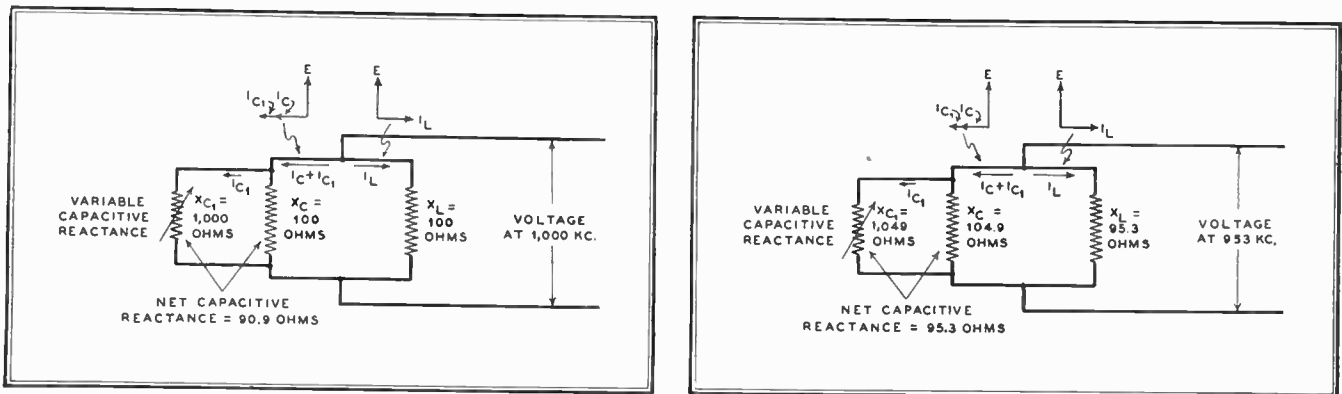 E
E
IC1
IC
IL
IC1
IC+IC1
IL
VARIABLE
CAPACITIVE
REACTANCE
XC1=
1,000
OHMS
XC=
100
OHMS
XL=
100
OHMS
VOLTAGE
AT 1,000 KC.
NET CAPACITIVE
REACTANCE = 90.9 OHMS
E
E
IC1
IC
IL
IC1
IC+IC1
IL
VARIABLE
CAPACITIVE
REACTANCE
XC1=
1,049
OHMS
XC=
104.9
OHMS
XL=
95.3
OHMS
VOLTAGE
AT 953 KC.
NET CAPACITIVE
REACTANCE = 95.3 OHMS